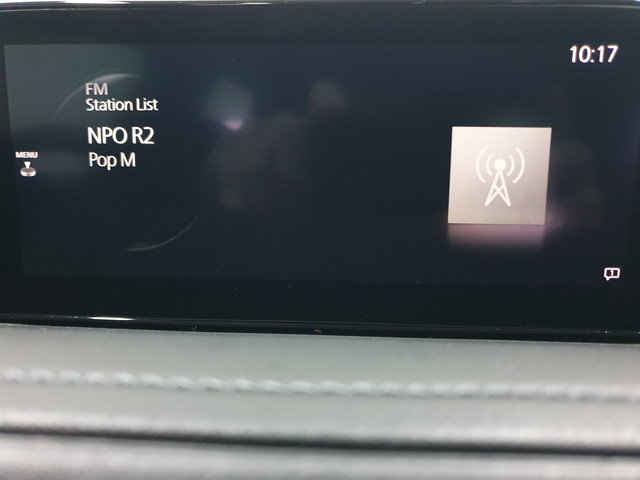 10:17
FM
Station List
NPO R2
MENU
Pop M